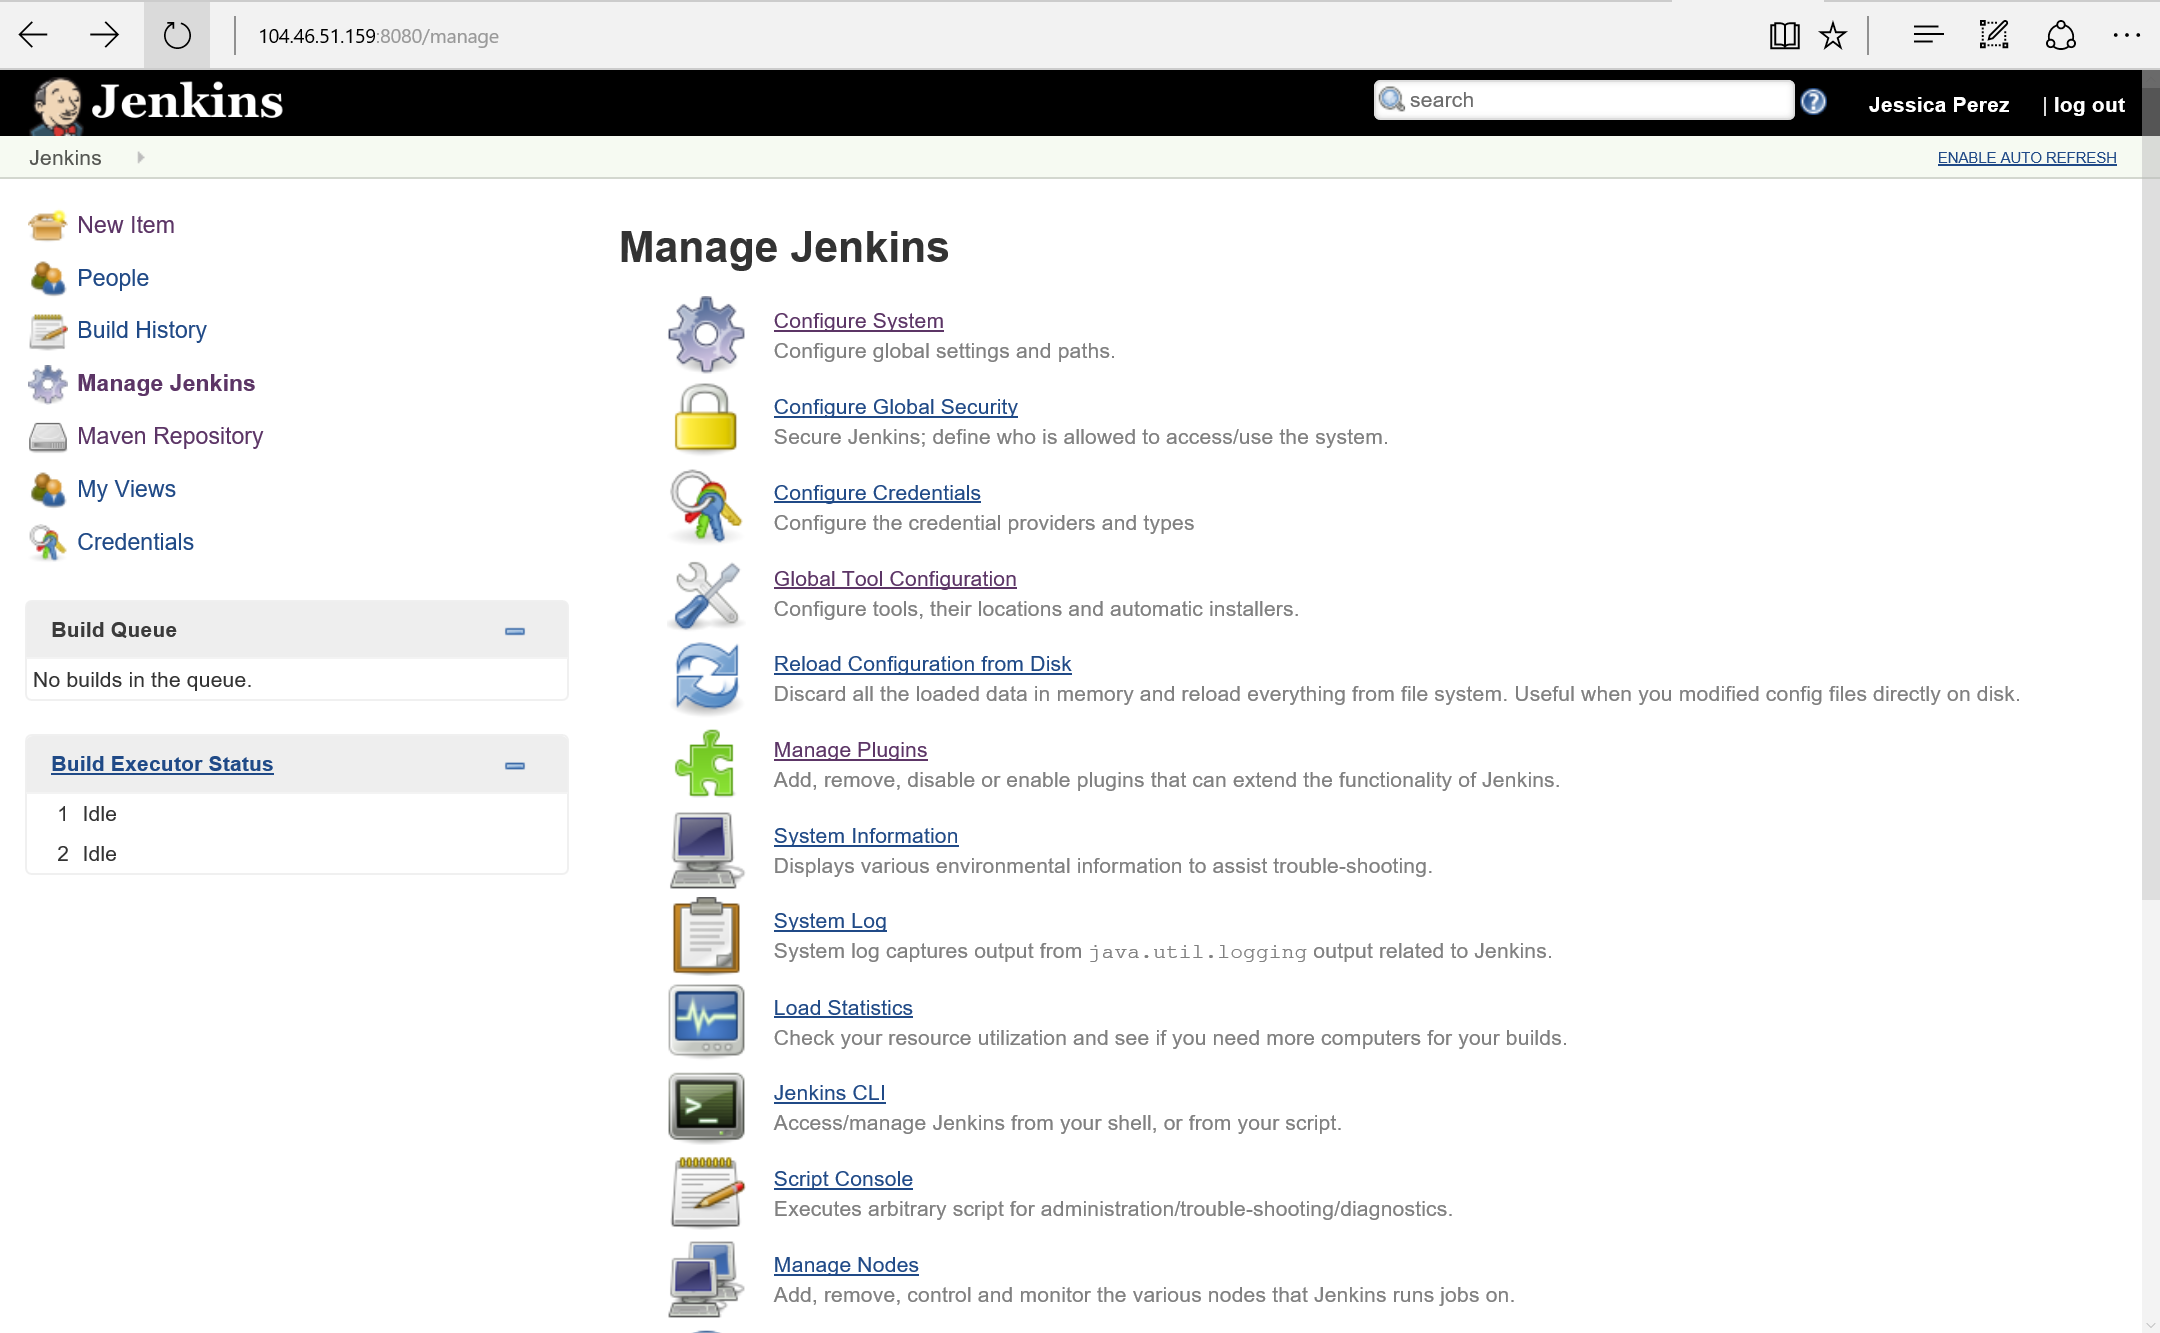 104.46.51.159:8080/manage
Jenkins
search
Jessica Perez
| log out
Jenkins
ENABLE AUTO REFRESH
New Item
People
Build History
Manage Jenkins
Maven Repository
My Views
Credentials
Build Queue
No builds in the queue.
Build Executor Status
1 Idle
2 Idle
Manage Jenkins
Configure System
Configure global settings and paths.
Configure Global Security
Secure Jenkins; define who is allowed to access/use the system.
Configure Credentials
Configure the credential providers and types
Global Tool Configuration
Configure tools, their locations and automatic installers.
Reload Configuration from Disk
Discard all the loaded data in memory and reload everything from file system. Useful when you modified config files directly on disk.
Manage Plugins
Add, remove, disable or enable plugins that can extend the functionality of Jenkins.
System Information
Displays various environmental information to assist trouble-shooting.
System Log
System log captures output from java.util.logging output related to Jenkins.
Load Statistics
Check your resource utilization and see if you need more computers for your builds.
Jenkins CLI
Access/manage Jenkins from your shell, or from your script.
Script Console
Executes arbitrary script for administration/trouble-shooting/diagnostics.
Manage Nodes
Add, remove, control and monitor the various nodes that Jenkins runs jobs on.